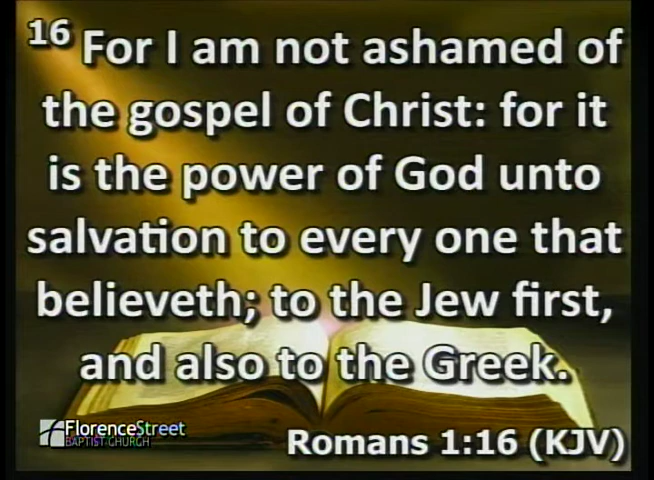 16 For I am not ashamed of
the gospel of Christ: for it
is the power of God unto
salvation to every one that
believeth; to the Jew first,
and also to the Greek.
FlorenceStreet
BAPTIST CHURCH
Romans 1:16 (KJV)